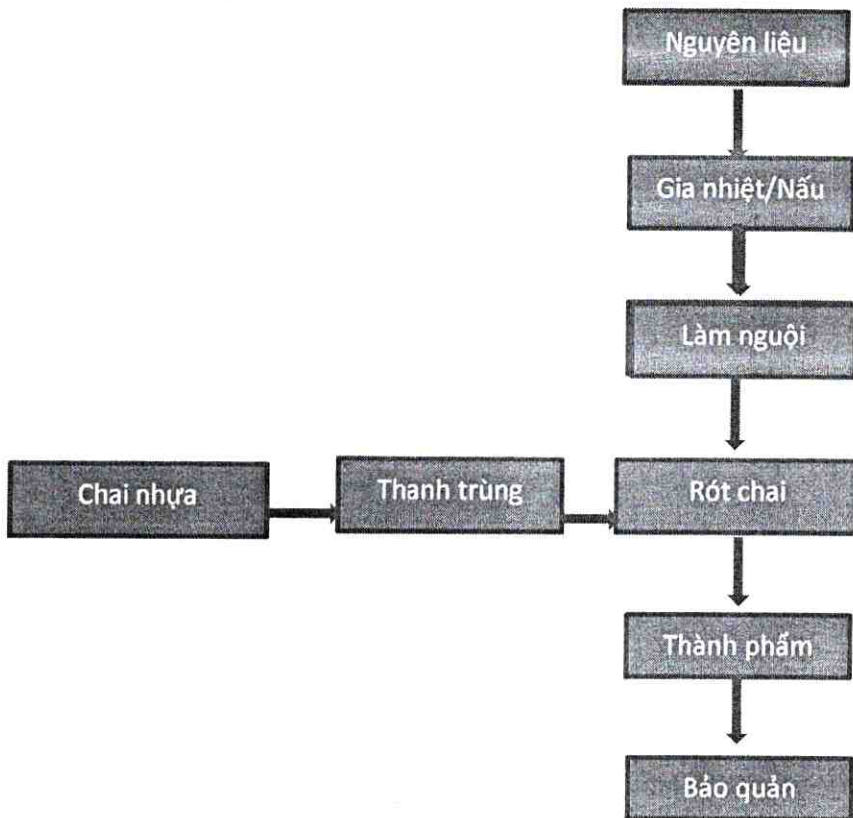 Nguyên liệu
Gia nhiệt/Nấu
Làm nguội
Chai nhựa
Thanh trùng
Rót chai
Thành phẩm
Bảo quản